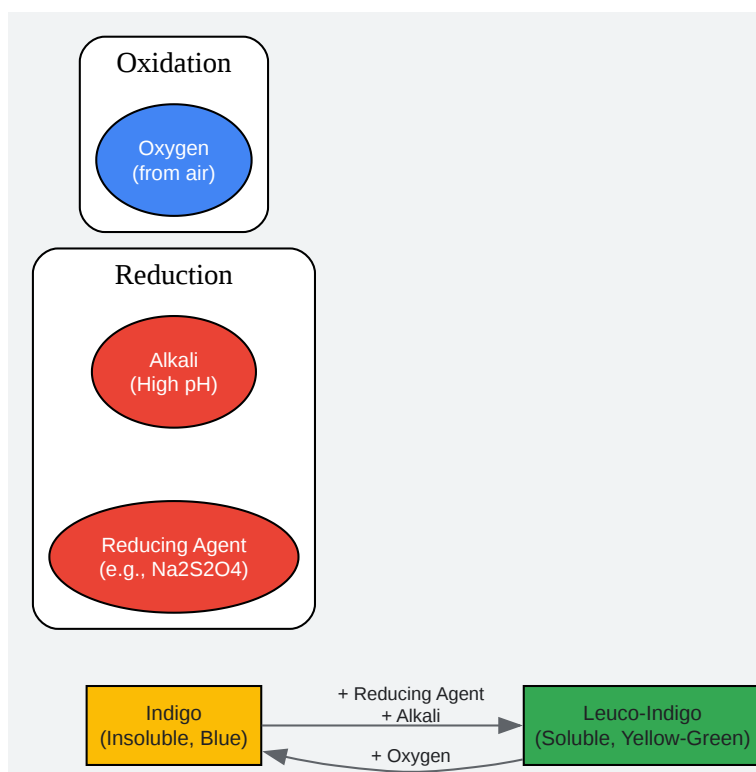 Oxidation
Oxygen
(from air)
Reduction
Alkali
(High pH)
Reducing Agent
(e.g., Na2S2O4)
Indigo
(Insoluble, Blue)
+ Reducing Agent
+ Alkali
+ Oxygen
Leuco-Indigo
(Soluble, Yellow-Green)